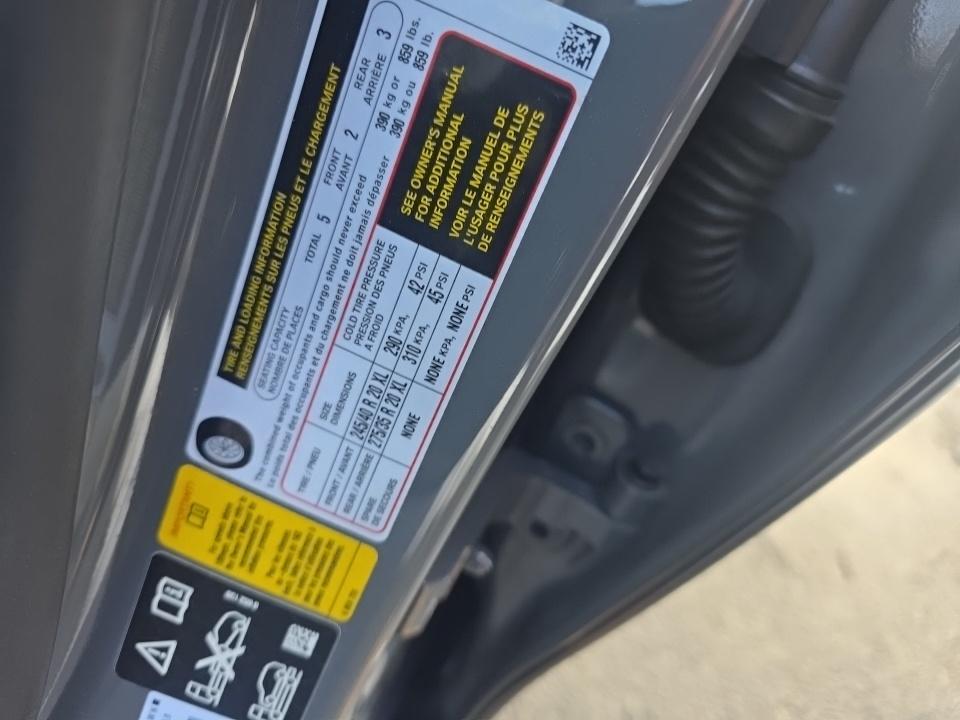 TIRE AND LOADING INFORMATION
RENSEIGNEMENTS SUR LES PNEUS ET LE CHARGEMENT
SEATING CAPACITY
NOMBRE DE PLACES
TOTAL 5
FRONT
AVANT
2
REAR
ARRIÈRE
3
The combined weight of occupants and cargo should never exceed 390 kg or 859 lbs.
Le poids total des occupants et du chargement ne doit jamais dépasser 390 kg ou 859 lb.
TIRE / PNEU
SIZE
DIMENSIONS
COLD TIRE PRESSURE
PRESSION DES PNEUS
A FROID
FRONT / AVANT 245/40 R 20 XL 290 KPA, 42 PSI
REAR / ARRIÈRE 275/35 R 20 XL 310 KPA, 45 PSI
SPARE
DE SECOURS
NONE
NONE KPA, NONE PSI
SEE OWNER'S MANUAL
FOR ADDITIONAL
INFORMATION
VOIR LE MANUEL DE
L'USAGER POUR PLUS
DE RENSEIGNEMENTS